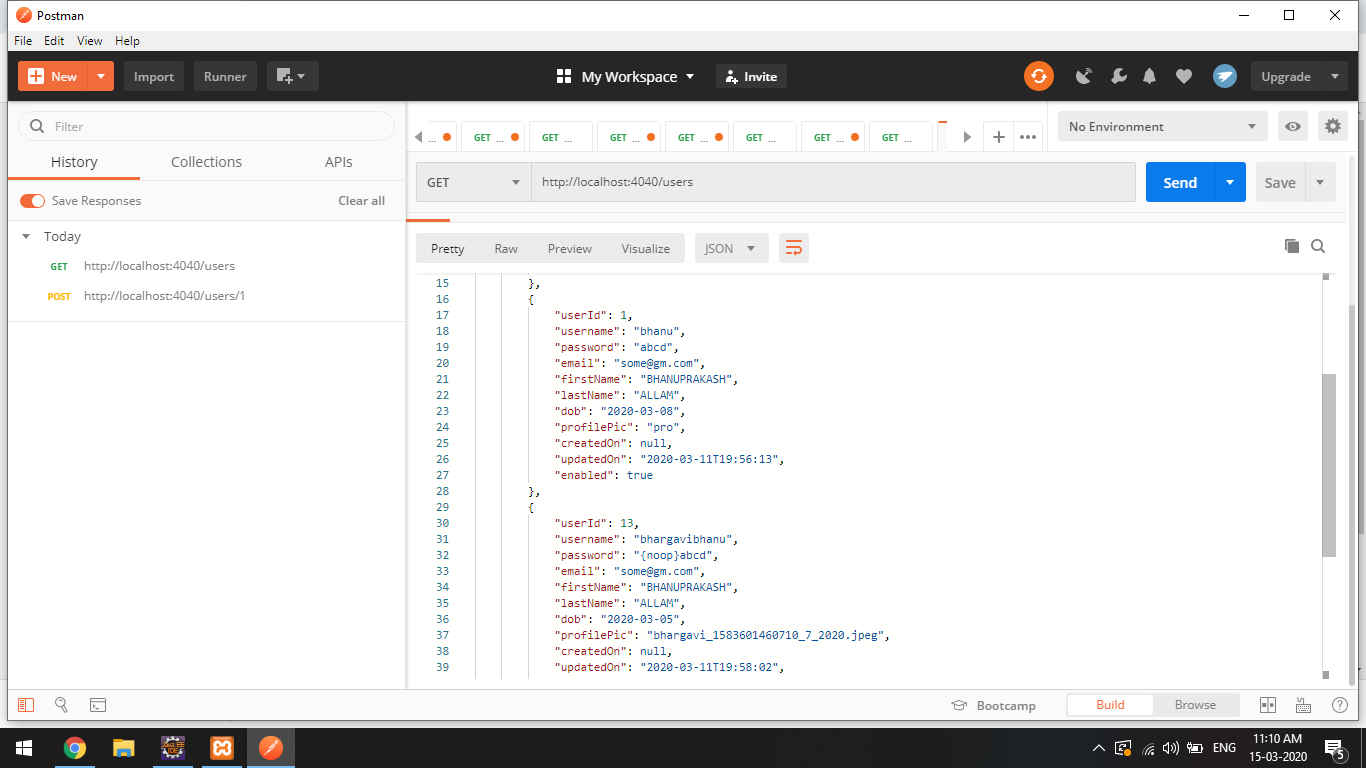 Postman
File Edit View Help
New Import Runner My Workspace Invite Upgrade
Filter
History Collections APIs
Save Responses Clear all
Today
GET http://localhost:4040/users
POST http://localhost:4040/users/1
... GET ... GET ... GET ... GET ... GET ... GET ... GET ...
No Environment
GET http://localhost:4040/users Send Save
Pretty Raw Preview Visualize JSON
15 },
16 {
17 "userId": 1,
18 "username": "bhanu",
19 "password": "abcd",
20 "email": "some@gm.com",
21 "firstName": "BHANUPRAKASH",
22 "lastName": "ALLAM",
23 "dob": "2020-03-08",
24 "profilePic": "pro",
25 "createdOn": null,
26 "updatedOn": "2020-03-11T19:56:13",
27 "enabled": true
28 },
29 {
30 "userId": 13,
31 "username": "bhargavibhanu",
32 "password": "{noop}abcd",
33 "email": "some@gm.com",
34 "firstName": "BHANUPRAKASH",
35 "lastName": "ALLAM",
36 "dob": "2020-03-05",
37 "profilePic": "bhargavi_1583601460710_7_2020.jpeg",
38 "createdOn": null,
39 "updatedOn": "2020-03-11T19:58:02",
Bootcamp Build Browse
ENG
11:10 AM
15-03-2020
5